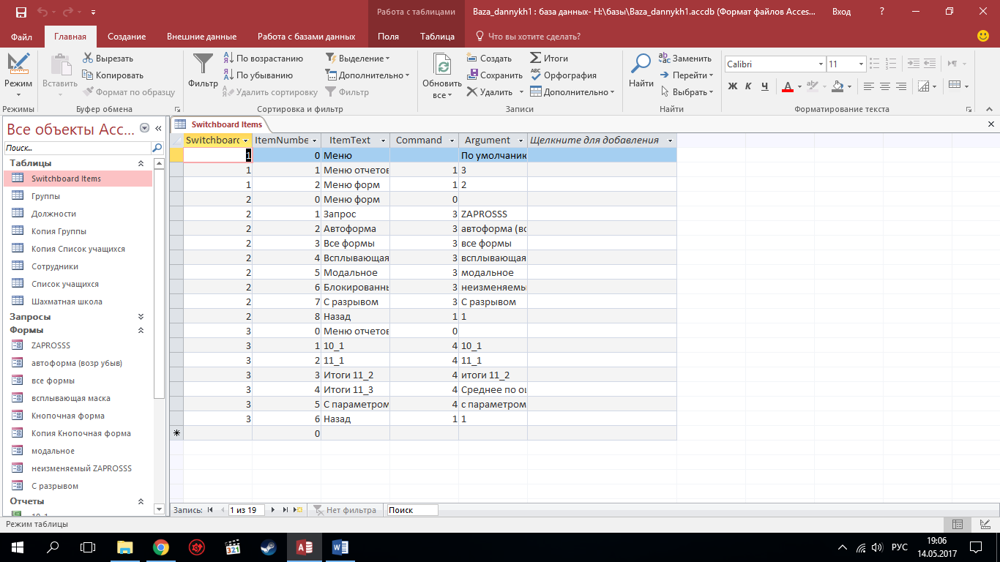 Работа с таблицами
Baza_dannykh1 : база данных- H:\базы\Baza_dannykh1.accdb (Формат файлов Acces...
Вход
?
Файл
Главная
Создание
Внешние данные
Работа с базами данных
Поля
Таблица
Что вы хотите сделать?
Режим
Режимы
Вставить
Вырезать
Копировать
Формат по образцу
Буфер обмена
Фильтр
По возрастанию
По убыванию
Удалить сортировку
Выделение
Дополнительно
Фильтр
Сортировка и фильтр
Обновить
все
Создать
Сохранить
Удалить
Итоги
Орфография
Дополнительно
Записи
Найти
Заменить
Перейти
Выбрать
Найти
Calibri
11
Ж К Ч
Форматирование текста
Все объекты Acc...
Поиск...
Таблицы
Switchboard Items
Группы
Должности
Копия Группы
Копия Список учащихся
Сотрудники
Список учащихся
Шахматная школа
Запросы
Формы
ZAPROSSS
автоформа (возр убыв)
все формы
всплывающая маска
Кнопочная форма
Копия Кнопочная форма
модальное
неизменяемый ZAPROSSS
С разрывом
Отчеты
Switchboard Items
Switchboard ItemNumbe ItemText Command Argument Щелкните для добавления
1 0 Меню По умолчанию
1 1 Меню отчетов 1 3
1 2 Меню форм 1 2
2 0 Меню форм 0
2 1 Запрос 3 ZAPROSSS
2 2 Автоформа 3 автоформа (вс
2 3 Все формы 3 все формы
2 4 Всплывающая 3 всплывающая
2 5 Модальное 3 модальное
2 6 Блокированн 3 неизменяемы
2 7 С разрывом 3 С разрывом
2 8 Назад 1 1
3 0 Меню отчетов 0
3 1 10_1 4 10_1
3 2 11_1 4 11_1
3 3 Итоги 11_2 4 итоги 11_2
3 4 Итоги 11_3 4 Среднее по оц
3 5 С параметром 4 с параметром
3 6 Назад 1 1
0
Запись: 1 из 19 Нет фильтра Поиск
Режим таблицы
РУС
19:06
14.05.2017